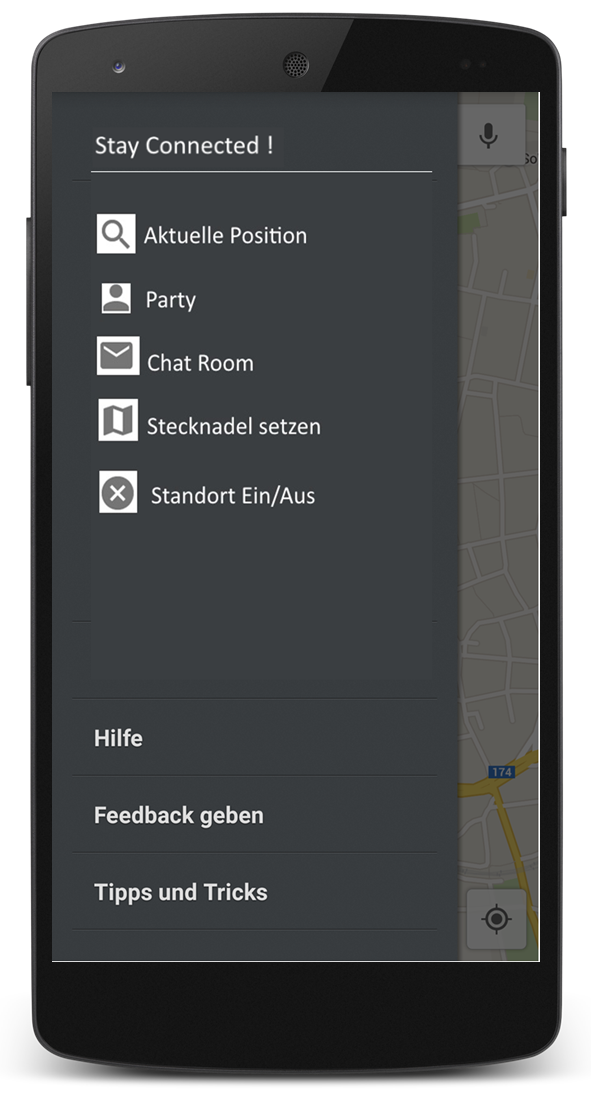 Stay Connected !
So
Aktuelle Position
Party
Chat Room
Stecknadel setzen
Standort Ein/Aus
Hilfe
174
Feedback geben
Tipps und Tricks